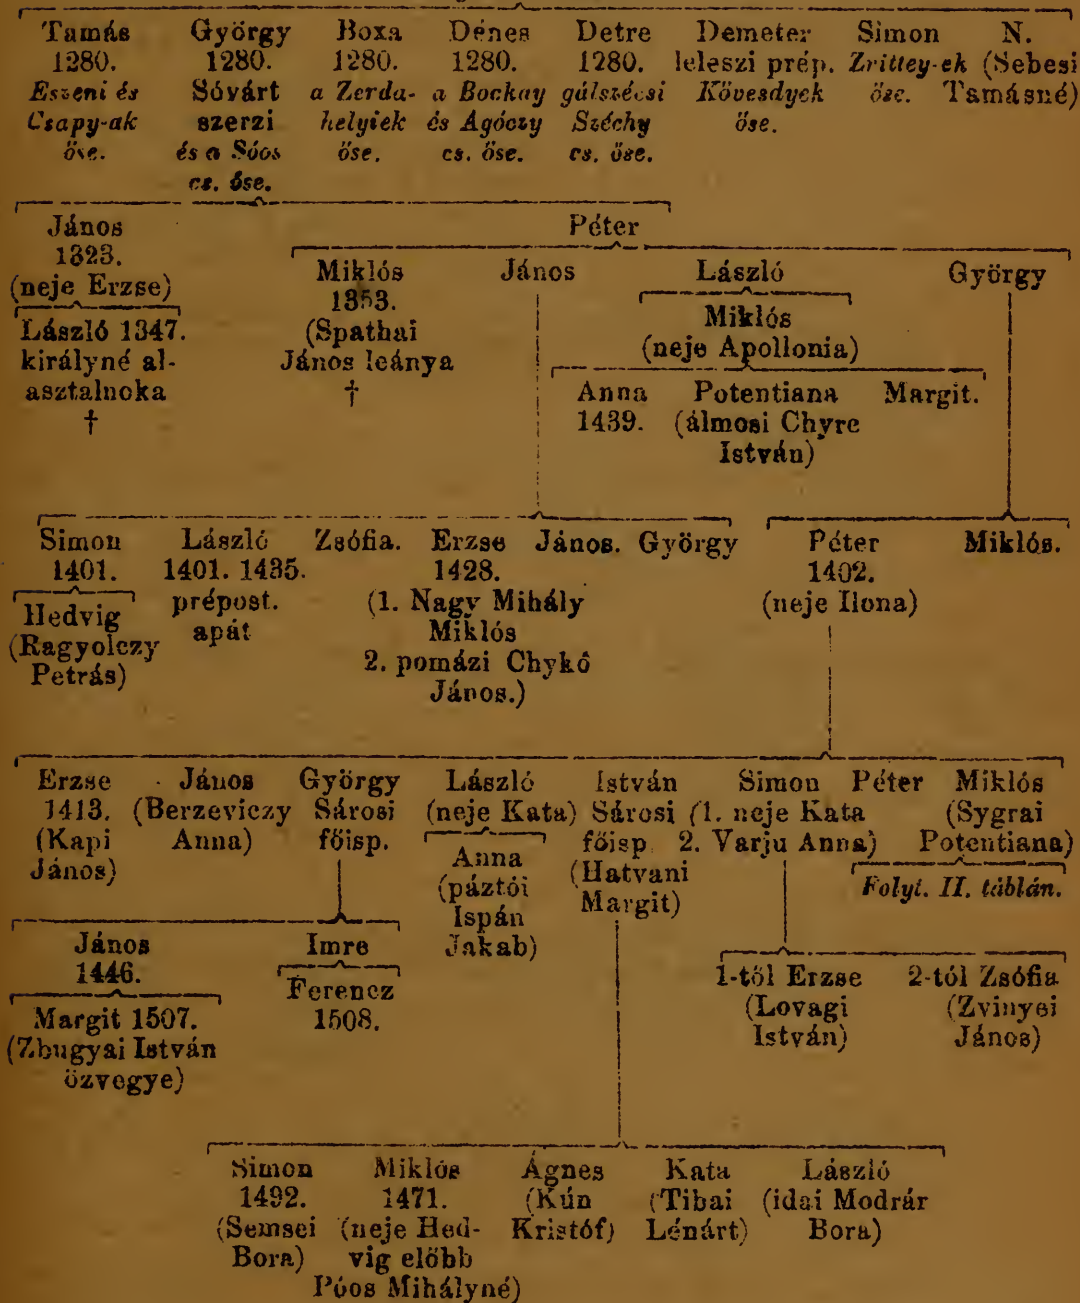 Tamás György Boxa Dénes Detre Demeter Simon N.
1280. 1280. 1280. 1280. 1280. leleszi prép. Zrittey-ek (Sebesi
Eszeni és Sóvárt a Zerda- a Bockay gálszécsi Kövesdyek őse. Tamásné)
Csapy-ak szerzi helyiek és Agóczy Széchy őse.
őse. és a Sóos őse. cs. őse. cs. őse.
cs. őse.
János Péter
1323.
(neje Erzse) Miklós János László György
László 1347. 1353. Miklós
királyné al- (Spathai (neje Apollonia)
asztalnoka János leánya
† † Anna Potentiana Margit.
1439. (álmosi Chyre
István)
Simon László Zsófia. Erzse János. György Péter Miklós.
1401. 1401. 1435. 1428. 1402.
Hedvig prépost. (1. Nagy Mihály (neje Ilona)
(Ragyolczy apát Miklós
Petrás) 2. pomázi Chykó
János.)
Erzse János György László István Simon Péter Miklós
1413. (Berzeviczy Sárosi (neje Kata) Sárosi (1. neje Kata (Sygrai
(Kapi Anna) főisp. Anna főisp. 2. Varju Anna) Potentiana)
János) (páztói (Hatvani Folyt. II. táblán.
Ispán Margit)
Jakab)
János Imre
1446. Ferencz 1-től Erzse 2-tól Zsófia
Margit 1507. 1508. (Lovagi (Zvinyei
(Zbugyai István István) János)
özvegye)
Simon Miklós Ágnes Kata László
1492. 1471. (Kún (Tibai (idai Modrár
(Semsei (neje Hed- Kristóf) Lénárt) Bora)
Bora) vig előbb
Póos Mihályné)